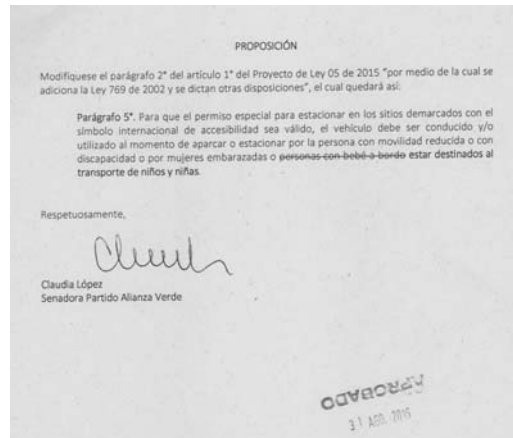 PROPOSICIÓN
Modifíquese el parágrafo 2° del artículo 1° del Proyecto de Ley 05 de 2015 "por medio de la cual se
adiciona la Ley 769 de 2002 y se dictan otras disposiciones", el cual quedará así:
Parágrafo 5°. Para que el permiso especial para estacionar en los sitios demarcados con el
símbolo internacional de accesibilidad sea válido, el vehículo debe ser conducido y/o
utilizado al momento de aparcar o estacionar por la persona con movilidad reducida o con
discapacidad o por mujeres embarazadas o personas con bebé a bordo estar destinados al
transporte de niños y niñas.
Respetuosamente,
Claudia López
Senadora Partido Alianza Verde
APROBADO
31 AGO. 2016